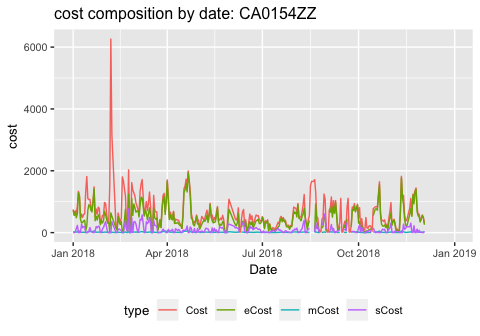 cost composition by date: CA0154ZZ
cost
6000
4000
2000
0
Jan 2018 Apr 2018 Jul 2018 Oct 2018 Jan 2019
Date
type Cost eCost mCost sCost